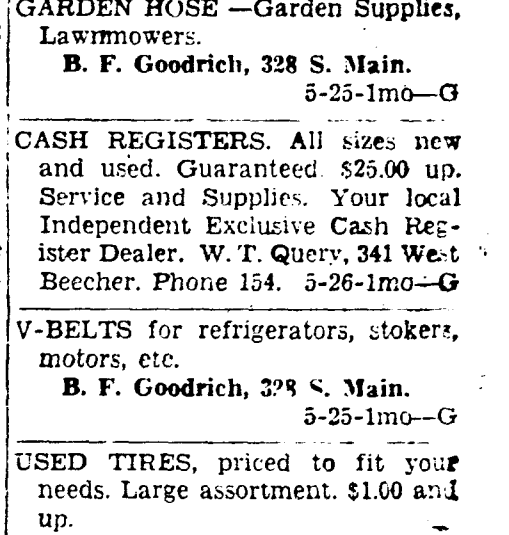 GARDEN HOSE —Garden Supplies,
Lawnmowers.
B. F. Goodrich, 328 S. Main.
5-25-1mo—G
CASH REGISTERS. All sizes new
and used. Guaranteed $25.00 up.
Service and Supplies. Your local
Independent Exclusive Cash Reg-
ister Dealer. W. T. Query, 341 West
Beecher. Phone 154. 5-26-1mo—G
V-BELTS for refrigerators, stokers,
motors, etc.
B. F. Goodrich, 328 S. Main.
5-25-1mo—G
USED TIRES, priced to fit your
needs. Large assortment. $1.00 and
up.